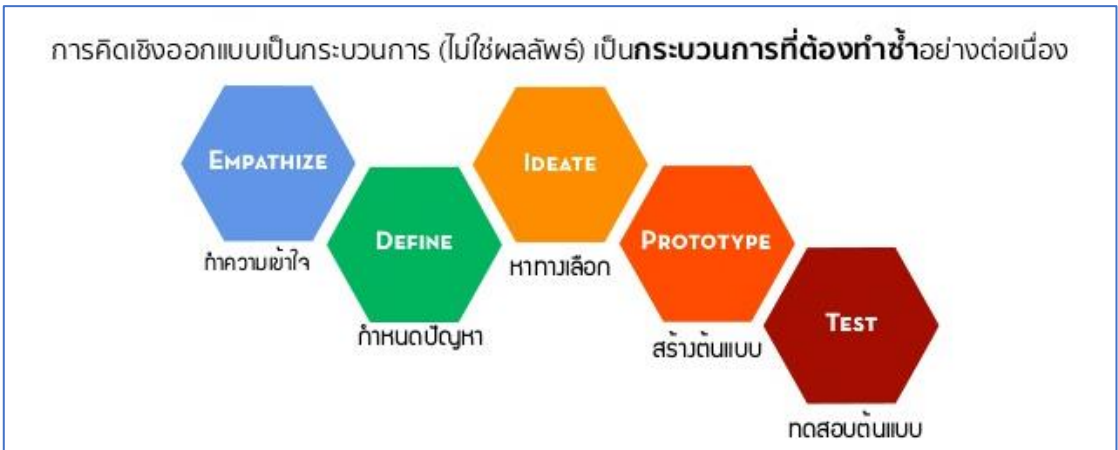 การคิดเชิงออกแบบเป็นกระบวนการ (ไม่ใช่ผลลัพธ์) เป็นกระบวนการที่ต้องทำซ้ำอย่างต่อเนื่อง
EMPATHIZE
ทำความเข้าใจ
DEFINE
กำหนดปัญหา
IDEATE
หาทางเลือก
PROTOTYPE
สร้างต้นแบบ
TEST
ทดสอบต้นแบบ